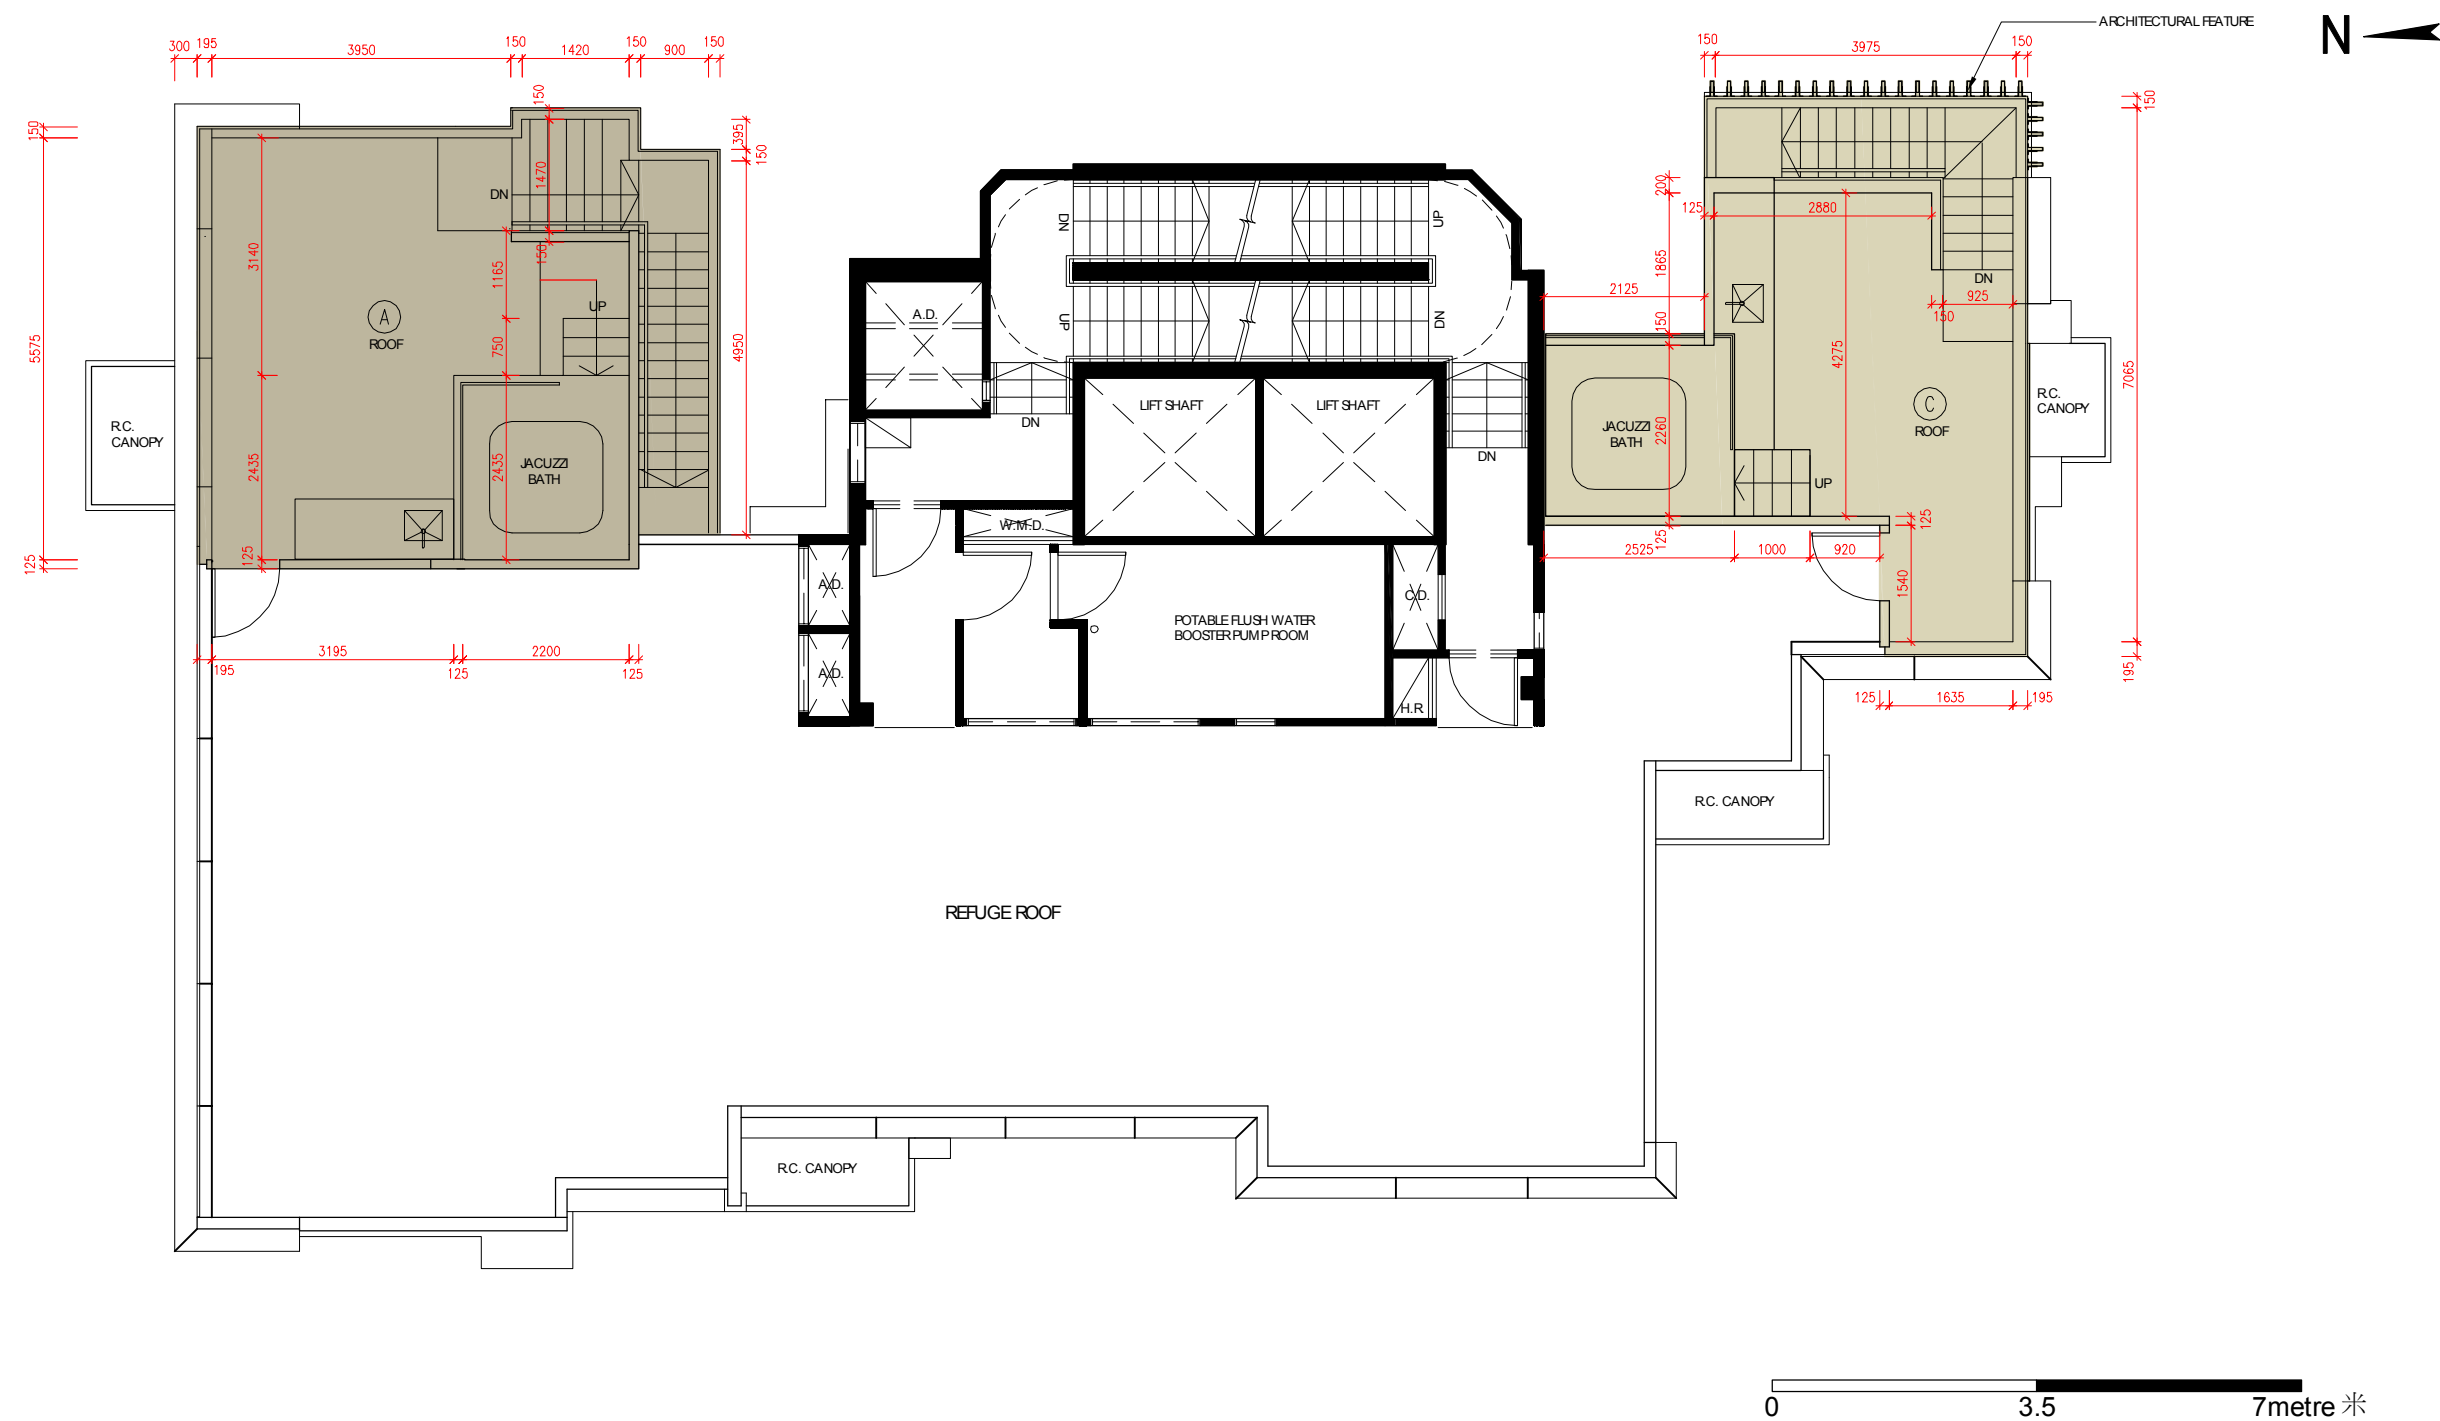 ARCHITECTURAL FEATURE
N
300
195
3950
150
1420
150
900
150
150
3975
150
150
150
395
150
150
1470
DN
150
5575
3140
1165
UP
A
ROOF
750
4950
R.C.
CANOPY
2435
2435
JACUZZI
BATH
125
125
195
3195
125
2200
125
DN
UP
A.D.
UP
DN
DN
LIFT SHAFT
LIFT SHAFT
DN
W.M.D.
A.D.
A.D.
C.D.
POTABLE FLUSH WATER
BOOSTER PUMP ROOM
H.R
200
125
2880
1865
DN
2125
925
150
150
4275
7065
C
ROOF
R.C.
CANOPY
JACUZZI
BATH
2260
UP
125
125
2525
1000
920
1540
195
125
1635
195
R.C. CANOPY
REFUGE ROOF
R.C. CANOPY
0
3.5
7metre 米